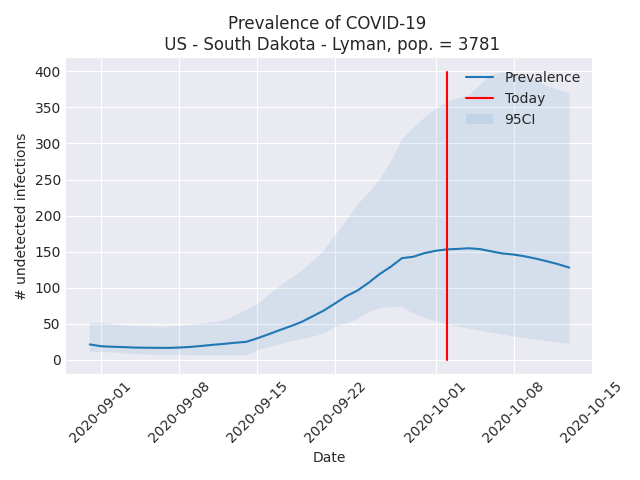 Prevalence of COVID-19
US - South Dakota - Lyman, pop. = 3781
Prevalence
Today
95CI
# undetected infections
400
350
300
250
200
150
100
50
0
2020-09-01
2020-09-08
2020-09-15
2020-09-22
2020-10-01
2020-10-08
2020-10-15
Date